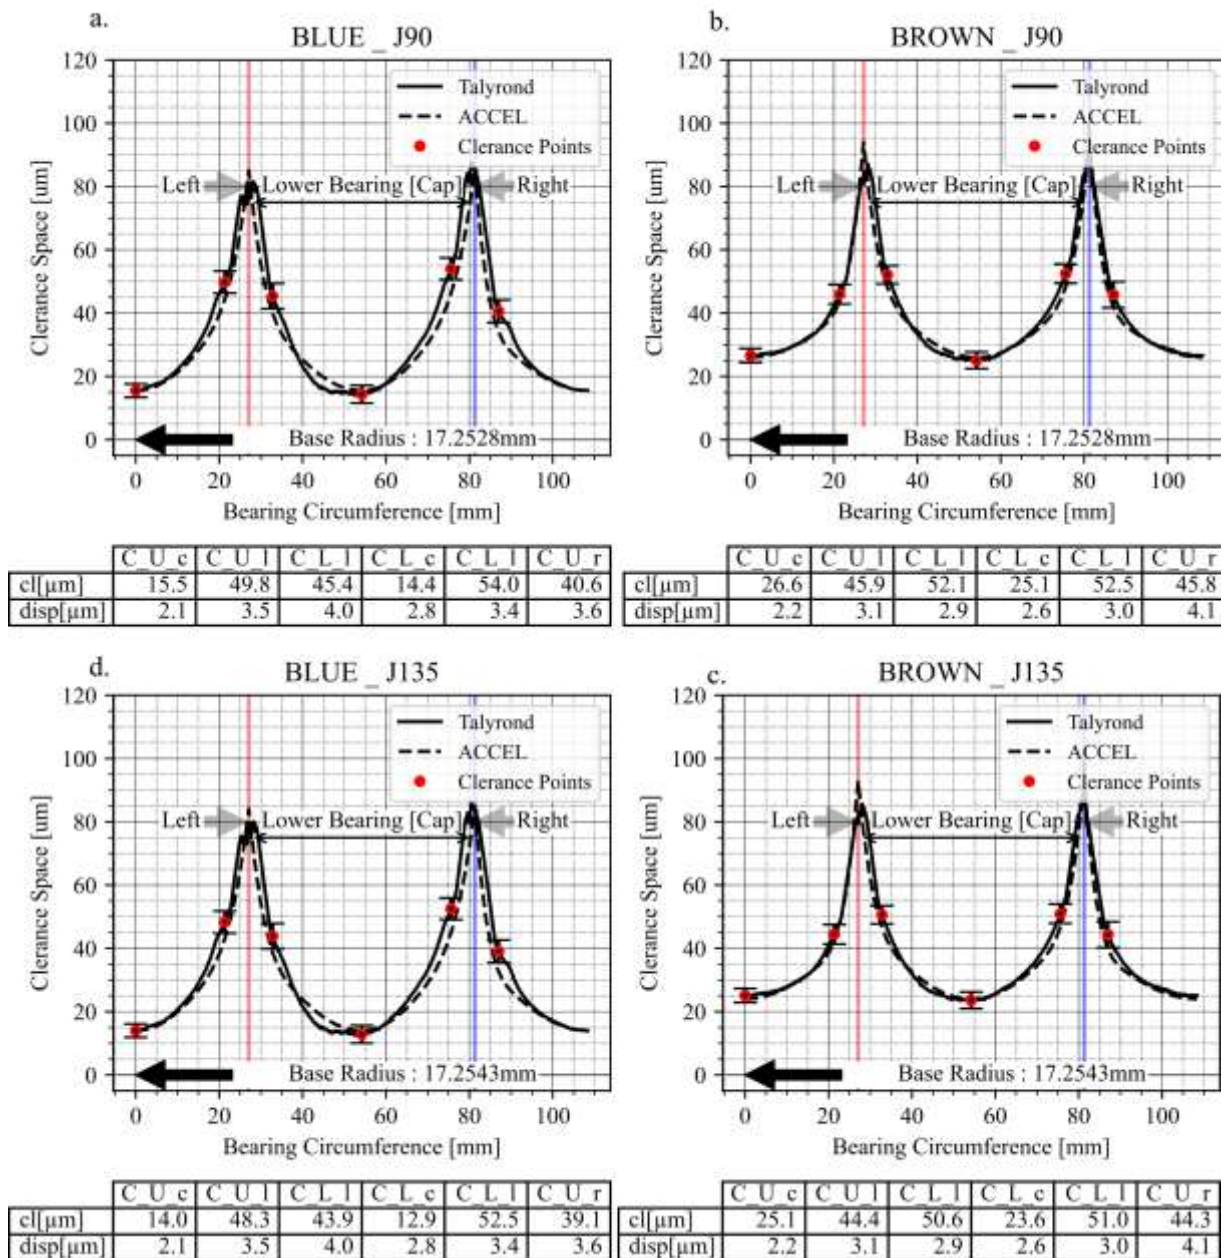 a.
BLUE _ J90
120
100
80
60
40
20
0
Clerance Space [um]
Talyrond
ACCEL
Clerance Points
Left
Lower Bearing [Cap]
Right
Base Radius : 17.2528mm
0 20 40 60 80 100
Bearing Circumference [mm]
C_U_c C_U_l C_L_l C_L_c C_L_l C_U_r
cl[µm] 15.5 49.8 45.4 14.4 54.0 40.6
disp[µm] 2.1 3.5 4.0 2.8 3.4 3.6
b.
BROWN _ J90
120
100
80
60
40
20
0
Clerance Space [um]
Talyrond
ACCEL
Clerance Points
Left
Lower Bearing [Cap]
Right
Base Radius : 17.2528mm
0 20 40 60 80 100
Bearing Circumference [mm]
C_U_c C_U_l C_L_l C_L_c C_L_l C_U_r
cl[µm] 26.6 45.9 52.1 25.1 52.5 45.8
disp[µm] 2.2 3.1 2.9 2.6 3.0 4.1
d.
BLUE _ J135
120
100
80
60
40
20
0
Clerance Space [um]
Talyrond
ACCEL
Clerance Points
Left
Lower Bearing [Cap]
Right
Base Radius : 17.2543mm
0 20 40 60 80 100
Bearing Circumference [mm]
C_U_c C_U_l C_L_l C_L_c C_L_l C_U_r
cl[µm] 14.0 48.3 43.9 12.9 52.5 39.1
disp[µm] 2.1 3.5 4.0 2.8 3.4 3.6
c.
BROWN _ J135
120
100
80
60
40
20
0
Clerance Space [um]
Talyrond
ACCEL
Clerance Points
Left
Lower Bearing [Cap]
Right
Base Radius : 17.2543mm
0 20 40 60 80 100
Bearing Circumference [mm]
C_U_c C_U_l C_L_l C_L_c C_L_l C_U_r
cl[µm] 25.1 44.4 50.6 23.6 51.0 44.3
disp[µm] 2.2 3.1 2.9 2.6 3.0 4.1